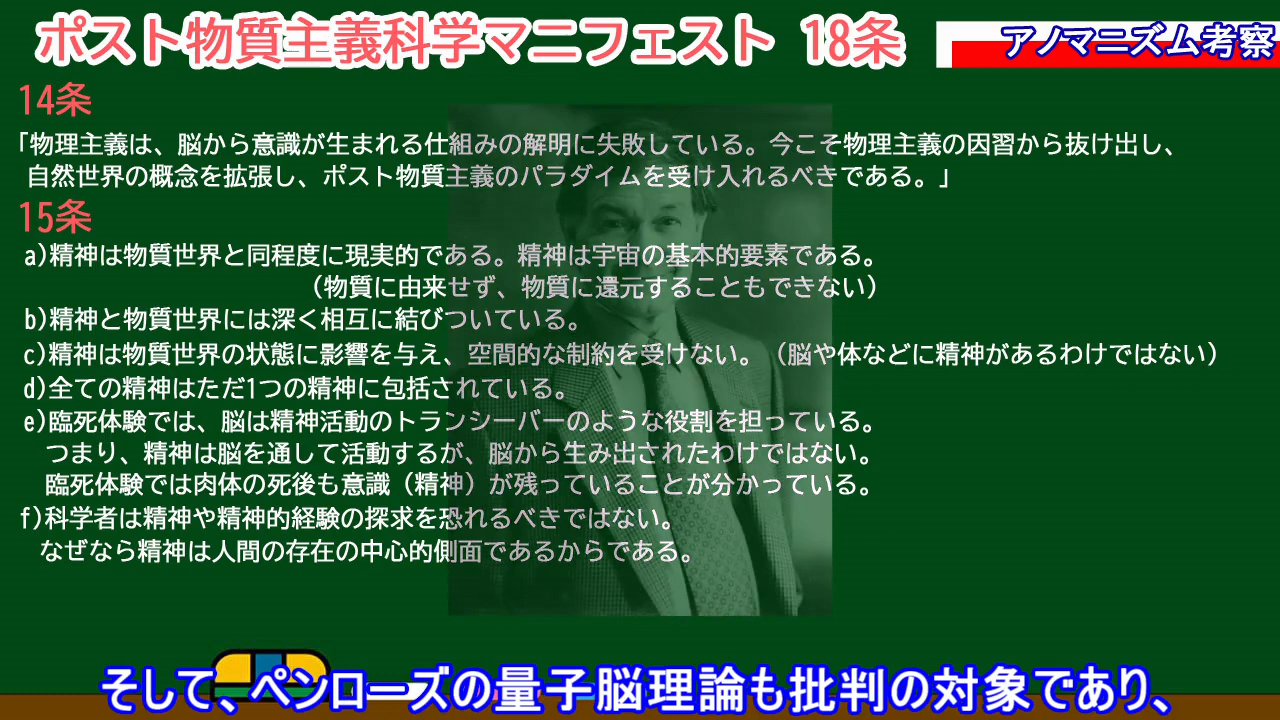 ポスト物質主義科学マニフェスト 18条
アノマニズム考察
14条
「物理主義は、脳から意識が生まれる仕組みの解明に失敗している。今こそ物理主義の因習から抜け出し、
自然世界の概念を拡張し、ポスト物質主義のパラダイムを受け入れるべきである。」
15条
a)精神は物質世界と同程度に現実的である。精神は宇宙の基本的要素である。
（物質に由来せず、物質に還元することもできない）
b)精神と物質世界には深く相互に結びついている。
c)精神は物質世界の状態に影響を与え、空間的な制約を受けない。（脳や体などに精神があるわけではない）
d)全ての精神はただ1つの精神に包括されている。
e)臨死体験では、脳は精神活動のトランシーバーのような役割を担っている。
つまり、精神は脳を通して活動するが、脳から生み出されたわけではない。
臨死体験では肉体の死後も意識（精神）が残っていることが分かっている。
f)科学者は精神や精神的経験の探求を恐れるべきではない。
なぜなら精神は人間の存在の中心的側面であるからである。
そして、ペンローズの量子脳理論も批判の対象であり、